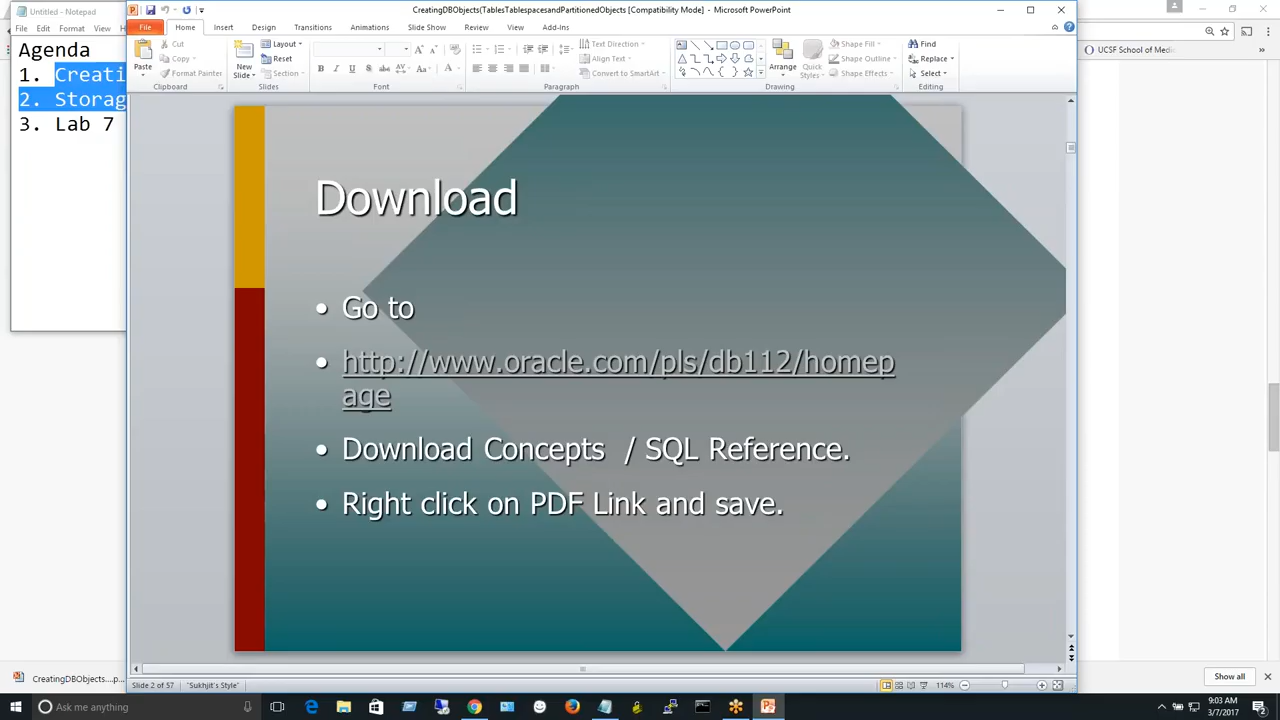 Untitled - Notepad
File Edit Format View
Agenda
1. Creati
2. Storag
3. Lab 7
CreatingDBObjects(TablesTablespacesandPartitionedObjects [Compatibility Mode] - Microsoft PowerPoint
File Home Insert Design Transitions Animations Slide Show Review View Add-Ins
Paste
Cut
Copy
Format Painter
Clipboard
New Slide
Layout
Reset
Section
Slides
Font
Text Direction
Align Text
Convert to SmartArt
Paragraph
Arrange
Quick Styles
Shape Fill
Shape Outline
Shape Effects
Drawing
Find
Replace
Select
Editing
UCSF School of Medi
Download
• Go to
• http://www.oracle.com/pls/db112/homep
age
• Download Concepts / SQL Reference.
• Right click on PDF Link and save.
Slide 2 of 57 "Sukhjit's Style" 114%
CreatingDBObjects....p...
Show all
Ask me anything
9:03 AM
3/7/2017
2